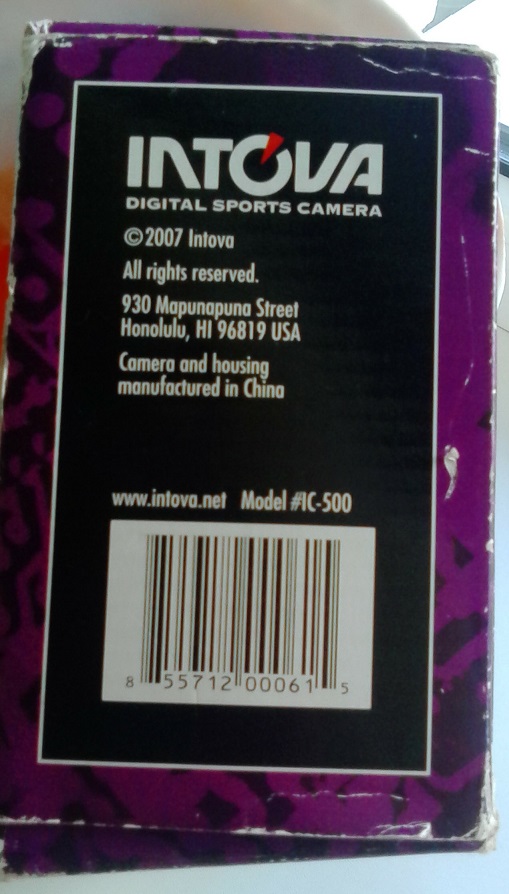 INTOVA
DIGITAL SPORTS CAMERA
©2007 Intova
All rights reserved.
930 Mapunapuna Street
Honolulu, HI 96819 USA
Camera and housing
manufactured in China
www.intova.net Model #IC-500
8 55712 00061 5